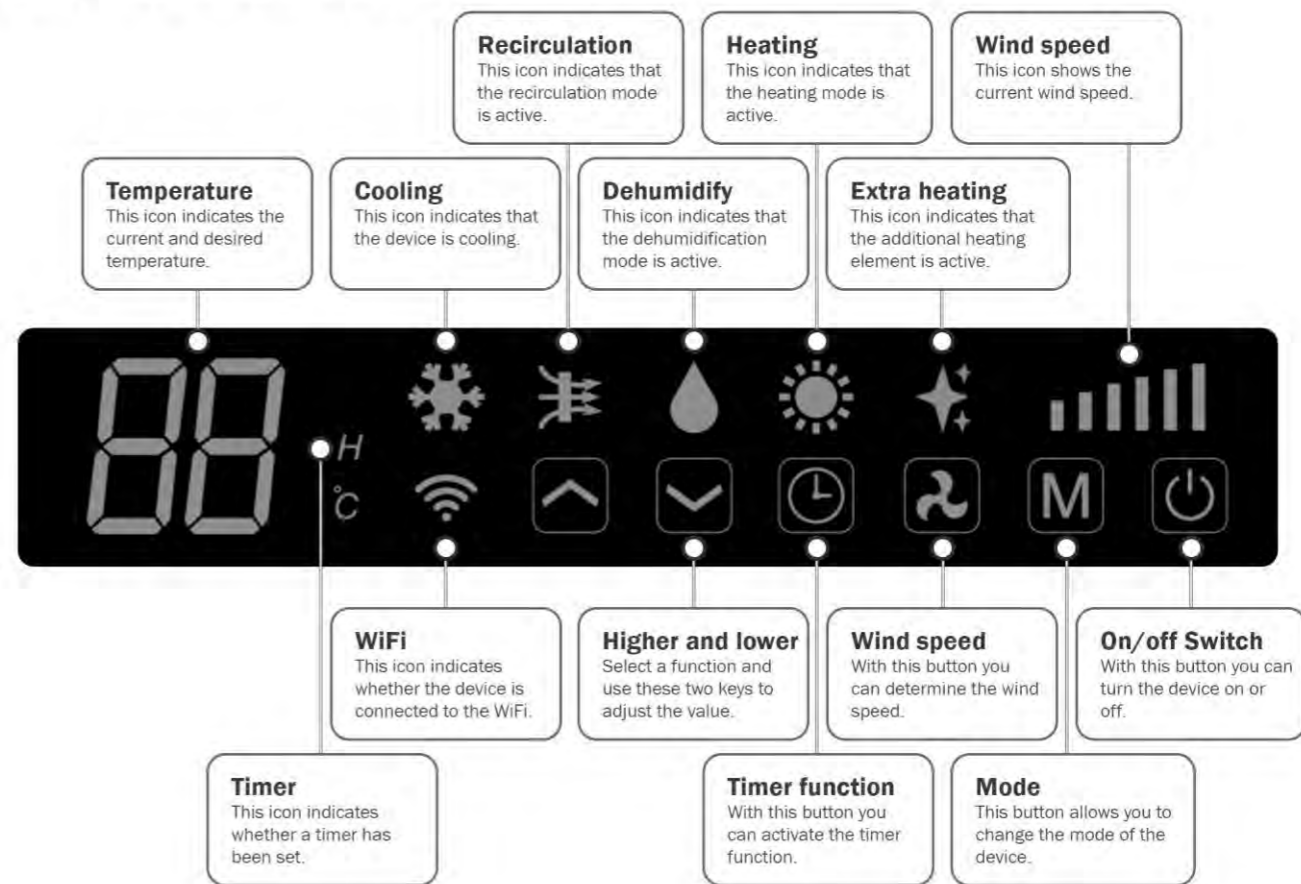 Recirculation
This icon indicates that
the recirculation mode
is active.
Heating
This icon indicates that
the heating mode is
active.
Wind speed
This icon shows the
current wind speed.
Temperature
This icon indicates the
current and desired
temperature.
Cooling
This icon indicates that
the device is cooling.
Dehumidify
This icon indicates that
the dehumidification
mode is active.
Extra heating
This icon indicates that
the additional heating
element is active.
88
H
°C
M
WiFi
This icon indicates
whether the device is
connected to the WiFi.
Higher and lower
Select a function and
use these two keys to
adjust the value.
Wind speed
With this button you
can determine the wind
speed.
On/off Switch
With this button you can
turn the device on or
off.
Timer
This icon indicates
whether a timer has
been set.
Timer function
With this button you
can activate the timer
function.
Mode
This button allows you to
change the mode of the
device.